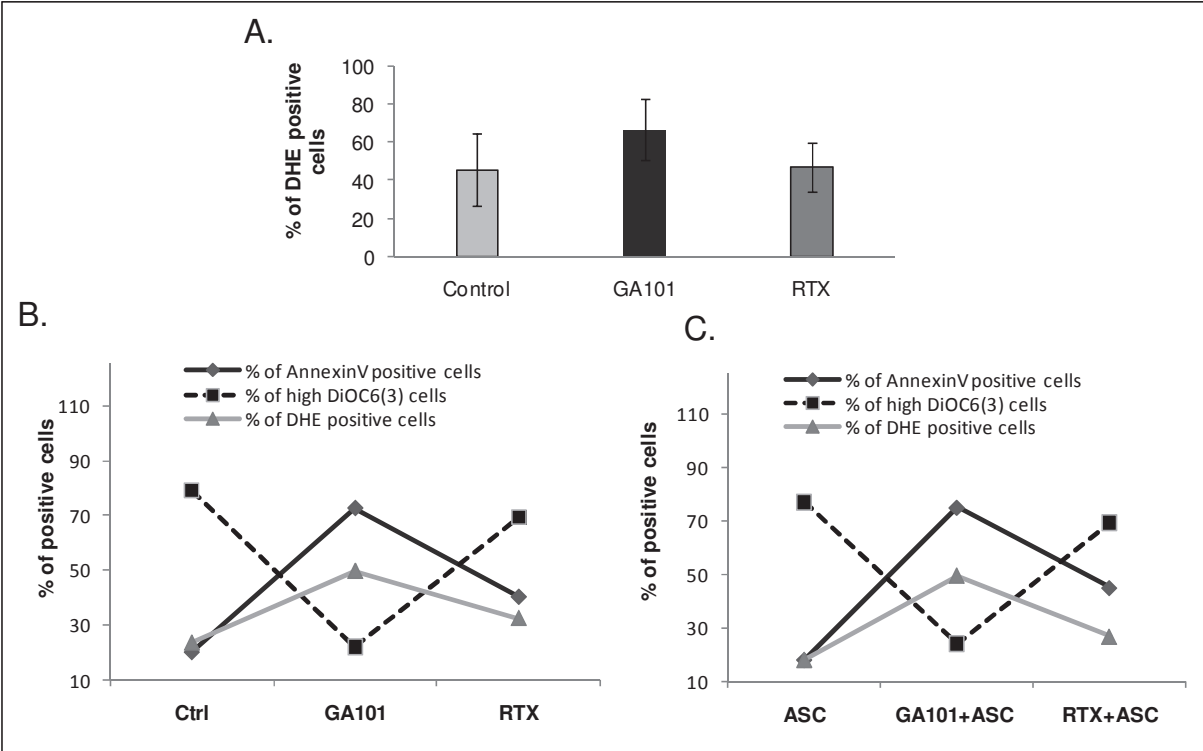 A.
% of DHE positive
cells
100
80
60
40
20
0
Control GA101 RTX
B.
% of AnnexinV positive cells
% of high DiOC6(3) cells
% of DHE positive cells
% of positive cells
110
90
70
50
30
10
Ctrl GA101 RTX
C.
% of AnnexinV positive cells
% of high DiOC6(3) cells
% of DHE positive cells
% of positive cells
110
90
70
50
30
10
ASC GA101+ASC RTX+ASC